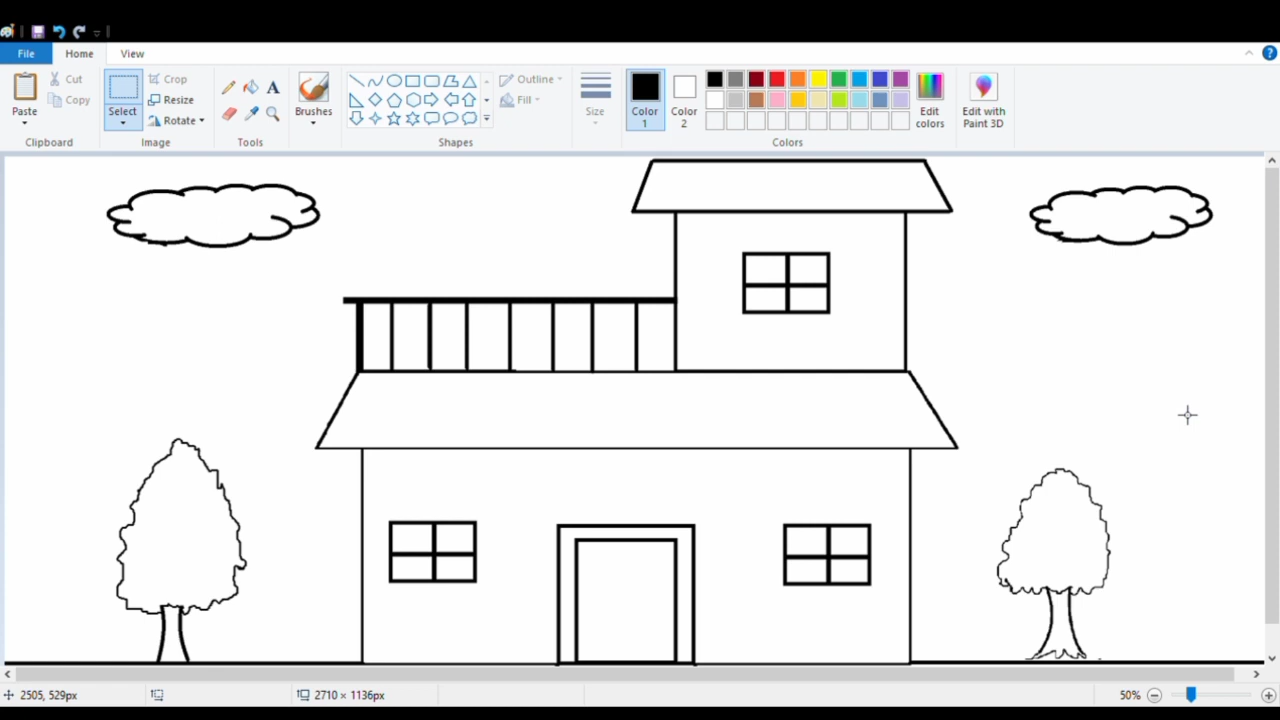 File Home View
Paste Cut Copy
Select Crop Resize Rotate
A
Brushes
Outline Fill
Size
Color 1 Color 2
Edit colors
Edit with Paint 3D
Clipboard Image Tools Shapes Colors
2505, 529px 2710 × 1136px 50%